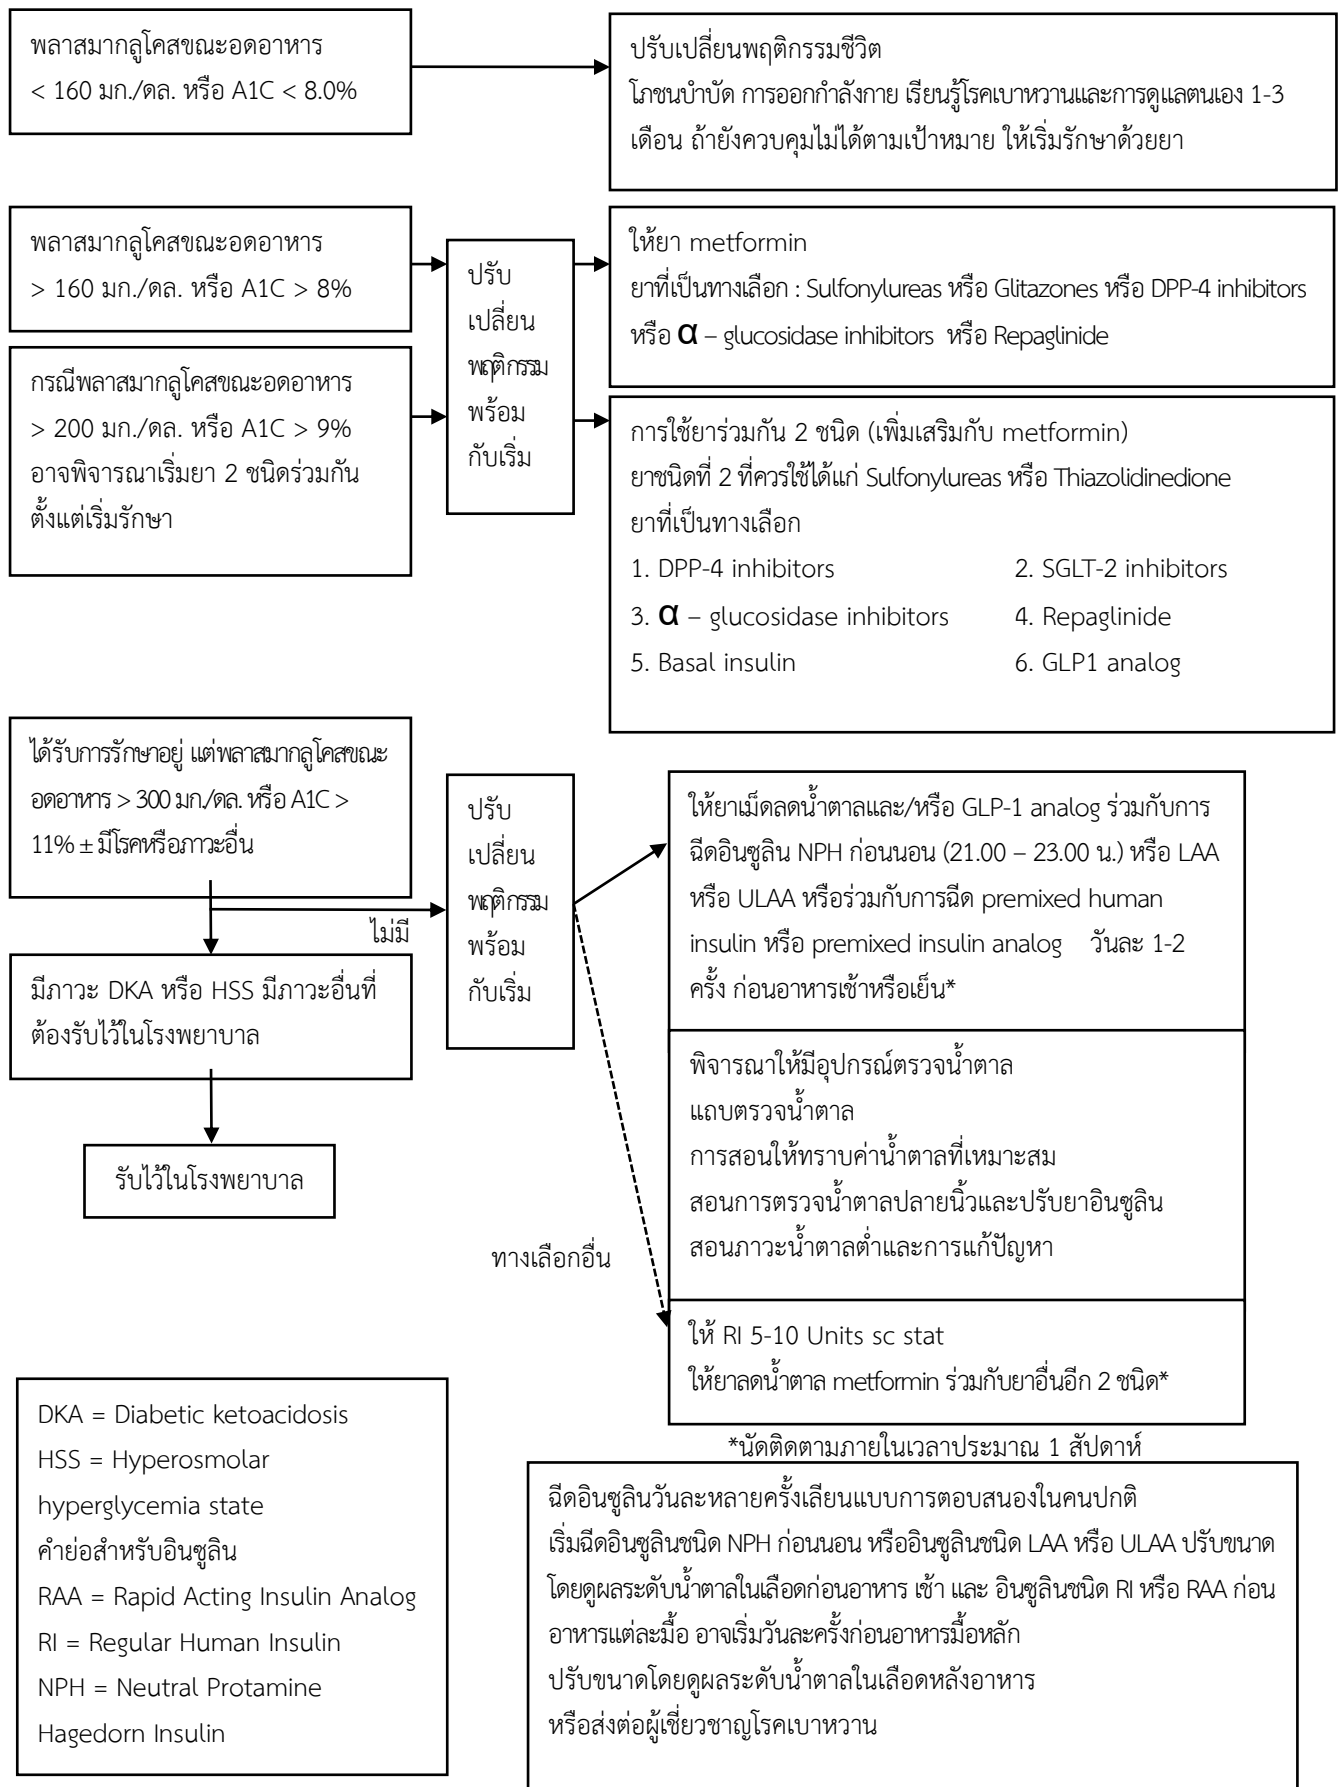 พลาสมากลูโคสขณะอดอาหาร
< 160 มก./ดล. หรือ A1C < 8.0%
ปรับเปลี่ยนพฤติกรรมชีวิต
โภชนบำบัด การออกกำลังกาย เรียนรู้โรคเบาหวานและการดูแลตนเอง 1-3
เดือน ถ้ายังควบคุมไม่ได้ตามเป้าหมาย ให้เริ่มรักษาด้วยยา
พลาสมากลูโคสขณะอดอาหาร
> 160 มก./ดล. หรือ A1C > 8%
กรณีพลาสมากลูโคสขณะอดอาหาร
> 200 มก./ดล. หรือ A1C > 9%
อาจพิจารณาเริ่มยา 2 ชนิดร่วมกัน
ตั้งแต่เริ่มรักษา
ปรับ
เปลี่ยน
พฤติกรรม
พร้อม
กับเริ่ม
ให้ยา metformin
ยาที่เป็นทางเลือก : Sulfonylureas หรือ Glitazones หรือ DPP-4 inhibitors
หรือ α – glucosidase inhibitors หรือ Repaglinide
การใช้ยาร่วมกัน 2 ชนิด (เพิ่มเสริมกับ metformin)
ยาชนิดที่ 2 ที่ควรใช้ได้แก่ Sulfonylureas หรือ Thiazolidinedione
ยาที่เป็นทางเลือก
1. DPP-4 inhibitors 2. SGLT-2 inhibitors
3. α – glucosidase inhibitors 4. Repaglinide
5. Basal insulin 6. GLP1 analog
ได้รับการรักษาอยู่ แต่พลาสมากลูโคสขณะ
อดอาหาร > 300 มก./ดล. หรือ A1C >
11% ± มีโรคหรือภาวะอื่น
ไม่มี
มีภาวะ DKA หรือ HSS มีภาวะอื่นที่
ต้องรับไว้ในโรงพยาบาล
รับไว้ในโรงพยาบาล
ปรับ
เปลี่ยน
พฤติกรรม
พร้อม
กับเริ่ม
ให้ยาเม็ดลดน้ำตาลและ/หรือ GLP-1 analog ร่วมกับการ
ฉีดอินซูลิน NPH ก่อนนอน (21.00 – 23.00 น.) หรือ LAA
หรือ ULAA หรือร่วมกับการฉีด premixed human
insulin หรือ premixed insulin analog วันละ 1-2
ครั้ง ก่อนอาหารเช้าหรือเย็น*
พิจารณาให้มีอุปกรณ์ตรวจน้ำตาล
แถบตรวจน้ำตาล
การสอนให้ทราบค่าน้ำตาลที่เหมาะสม
สอนการตรวจน้ำตาลปลายนิ้วและปรับยาอินซูลิน
สอนภาวะน้ำตาลต่ำและการแก้ปัญหา
ทางเลือกอื่น
ให้ RI 5-10 Units sc stat
ให้ยาลดน้ำตาล metformin ร่วมกับยาอื่นอีก 2 ชนิด*
*นัดติดตามภายในเวลาประมาณ 1 สัปดาห์
DKA = Diabetic ketoacidosis
HSS = Hyperosmolar
hyperglycemia state
คำย่อสำหรับอินซูลิน
RAA = Rapid Acting Insulin Analog
RI = Regular Human Insulin
NPH = Neutral Protamine
Hagedorn Insulin
ฉีดอินซูลินวันละหลายครั้งเลียนแบบการตอบสนองในคนปกติ
เริ่มฉีดอินซูลินชนิด NPH ก่อนนอน หรืออินซูลินชนิด LAA หรือ ULAA ปรับขนาด
โดยดูผลระดับน้ำตาลในเลือดก่อนอาหาร เช้า และ อินซูลินชนิด RI หรือ RAA ก่อน
อาหารแต่ละมื้อ อาจเริ่มวันละครั้งก่อนอาหารมื้อหลัก
ปรับขนาดโดยดูผลระดับน้ำตาลในเลือดหลังอาหาร
หรือส่งต่อผู้เชี่ยวชาญโรคเบาหวาน